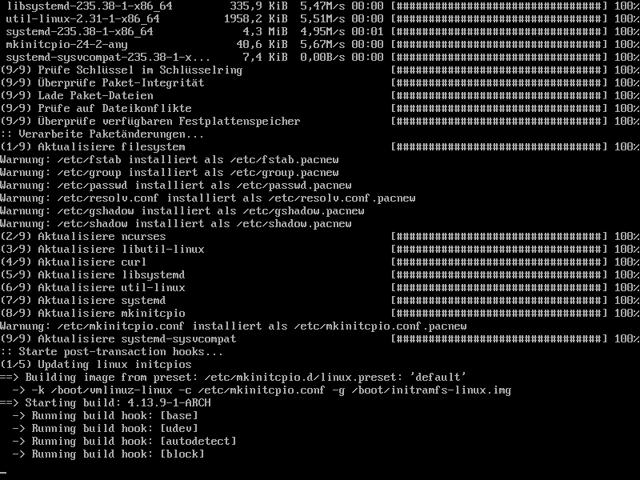 libsystemd-235.38-1-x86_64 335,9 KiB 5,47M/s 00:00 [######################] 100%
util-linux-2.31-1-x86_64 1958,2 KiB 5,51M/s 00:00 [######################] 100%
systemd-235.38-1-x86_64 4,3 MiB 4,95M/s 00:01 [######################] 100%
mkinitcpio-24-2-any 40,6 KiB 5,67M/s 00:00 [######################] 100%
systemd-sysvcompat-235.38-1-x... 7,4 KiB 0,00B/s 00:00 [######################] 100%
(9/9) Prüfe Schlüssel im Schlüsselring [######################] 100%
(9/9) Überprüfe Paket-Integrität [######################] 100%
(9/9) Lade Paket-Dateien [######################] 100%
(9/9) Prüfe auf Dateikonflikte [######################] 100%
(9/9) Überprüfe verfügbaren Festplattenspeicher [######################] 100%
:: Verarbeite Paketänderungen...
(1/9) Aktualisiere filesystem [######################] 100%
Warnung: /etc/fstab installiert als /etc/fstab.pacnew
Warnung: /etc/group installiert als /etc/group.pacnew
Warnung: /etc/passwd installiert als /etc/passwd.pacnew
Warnung: /etc/resolv.conf installiert als /etc/resolv.conf.pacnew
Warnung: /etc/gshadow installiert als /etc/gshadow.pacnew
Warnung: /etc/shadow installiert als /etc/shadow.pacnew
(2/9) Aktualisiere ncurses [######################] 100%
(3/9) Aktualisiere libutil-linux [######################] 100%
(4/9) Aktualisiere curl [######################] 100%
(5/9) Aktualisiere libsystemd [######################] 100%
(6/9) Aktualisiere util-linux [######################] 100%
(7/9) Aktualisiere systemd [######################] 100%
(8/9) Aktualisiere mkinitcpio [######################] 100%
Warnung: /etc/mkinitcpio.conf installiert als /etc/mkinitcpio.conf.pacnew
(9/9) Aktualisiere systemd-sysvcompat [######################] 100%
:: Starte post-transaction hooks...
(1/5) Updating linux initcpios
==> Building image from preset: /etc/mkinitcpio.d/linux.preset: 'default'
-> -k /boot/vmlinuz-linux -c /etc/mkinitcpio.conf -g /boot/initramfs-linux.img
==> Starting build: 4.13.9-1-ARCH
-> Running build hook: [base]
-> Running build hook: [udev]
-> Running build hook: [autodetect]
-> Running build hook: [block]
_